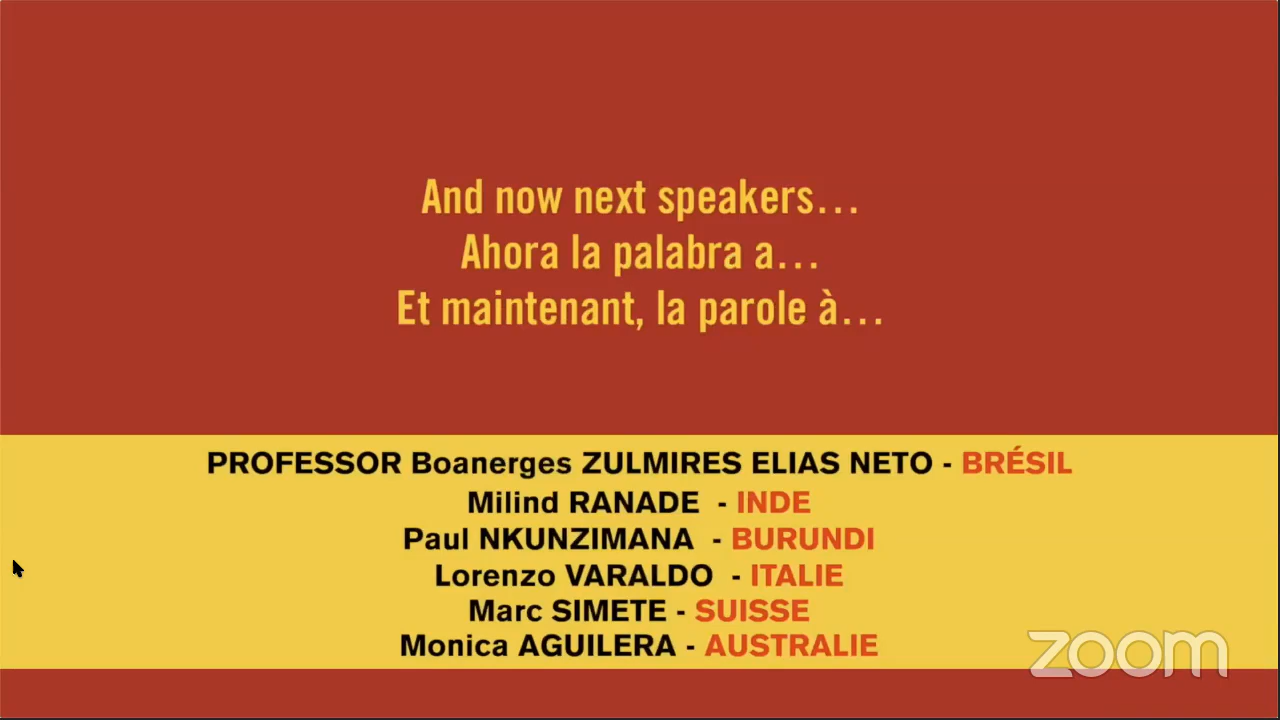 And now next speakers...
Ahora la palabra a...
Et maintenant, la parole à...
PROFESSOR Boanerges ZULMIRES ELIAS NETO - BRÉSIL
Milind RANADE - INDE
Paul NKUNZIMANA - BURUNDI
Lorenzo VARALDO - ITALIE
Marc SIMETE - SUISSE
Monica AGUILERA - AUSTRALIE
zoom